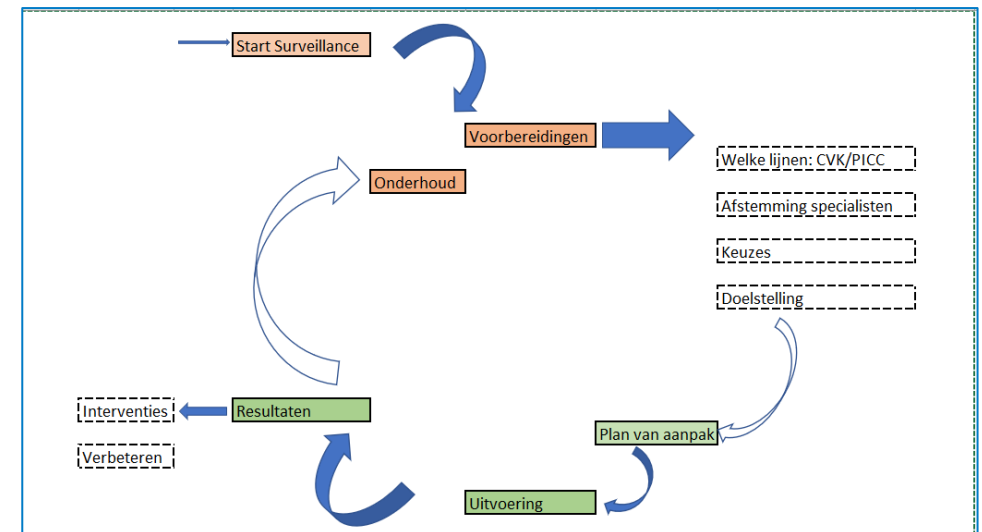 Start Surveillance
Voorbereidingen
Welke lijnen: CVK/PICC
Onderhoud
Afstemming specialisten
Keuzes
Doelstelling
Interventies
Resultaten
Plan van aanpak
Verbeteren
Uitvoering